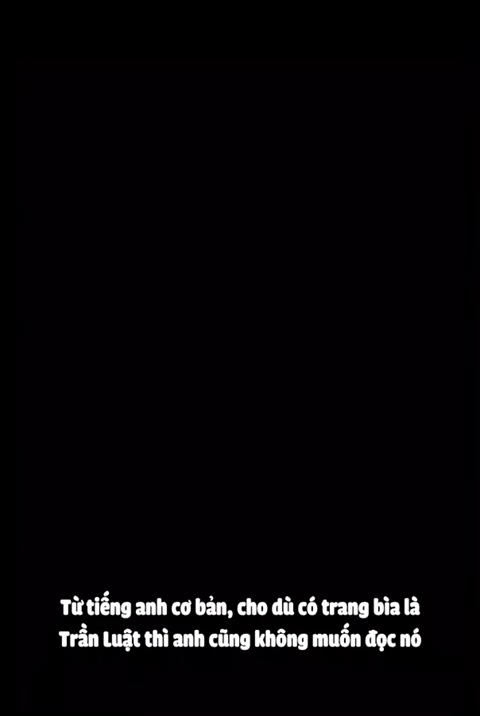 Từ tiếng anh cơ bản, cho dù có trang bìa là
Trần Luật thì anh cũng không muốn đọc nó